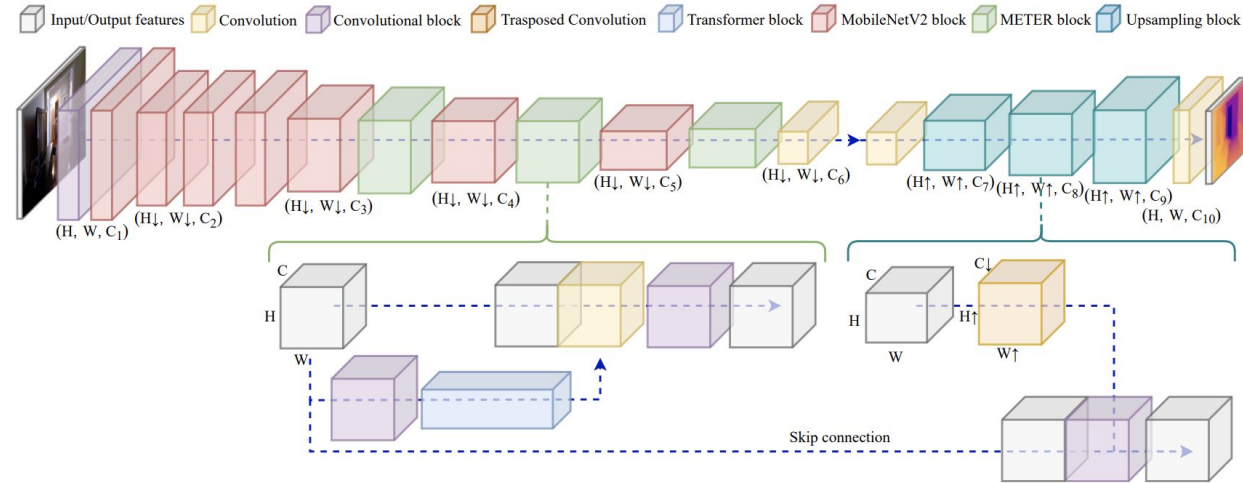 Input/Output features Convolution Convolutional block Trasposed Convolution Transformer block MobileNetV2 block METER block Upsampling block
(H, W, C1)
(H↓, W↓, C2)
(H↓, W↓, C3)
(H↓, W↓, C4)
(H↓, W↓, C5)
(H↓, W↓, C6)
(H↑, W↑, C7)
(H↑, W↑, C8)
(H↑, W↑, C9)
(H, W, C10)
C
H
W
C
H
W
C↓
H↑
W↑
Skip connection